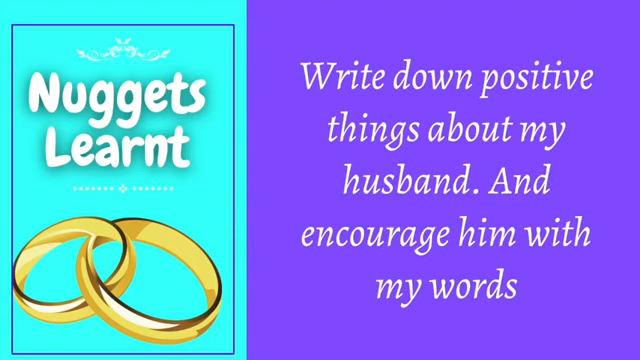 Nuggets
Learnt
Write down positive
things about my
husband. And
encourage him with
my words